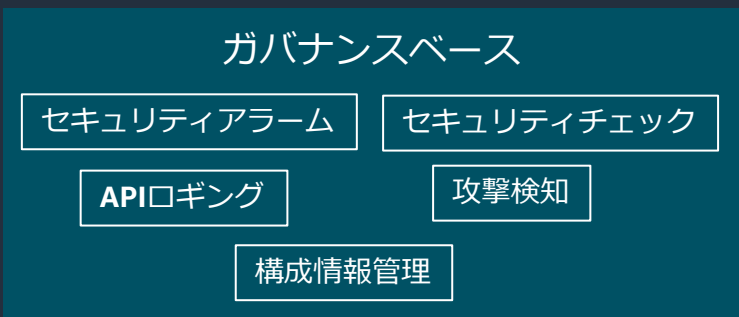 ガバナンスベース
セキュリティアラーム
セキュリティチェック
APIロギング
攻撃検知
構成情報管理